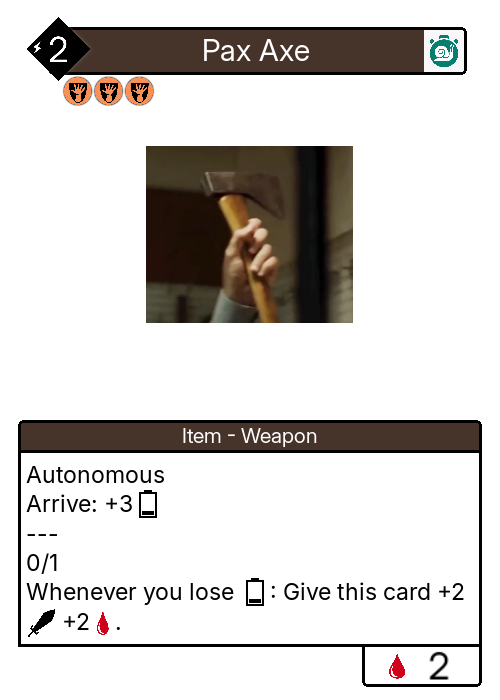 2
Pax Axe
Item - Weapon
Autonomous
Arrive: +3
---
0/1
Whenever you lose : Give this card +2
+2 .
2